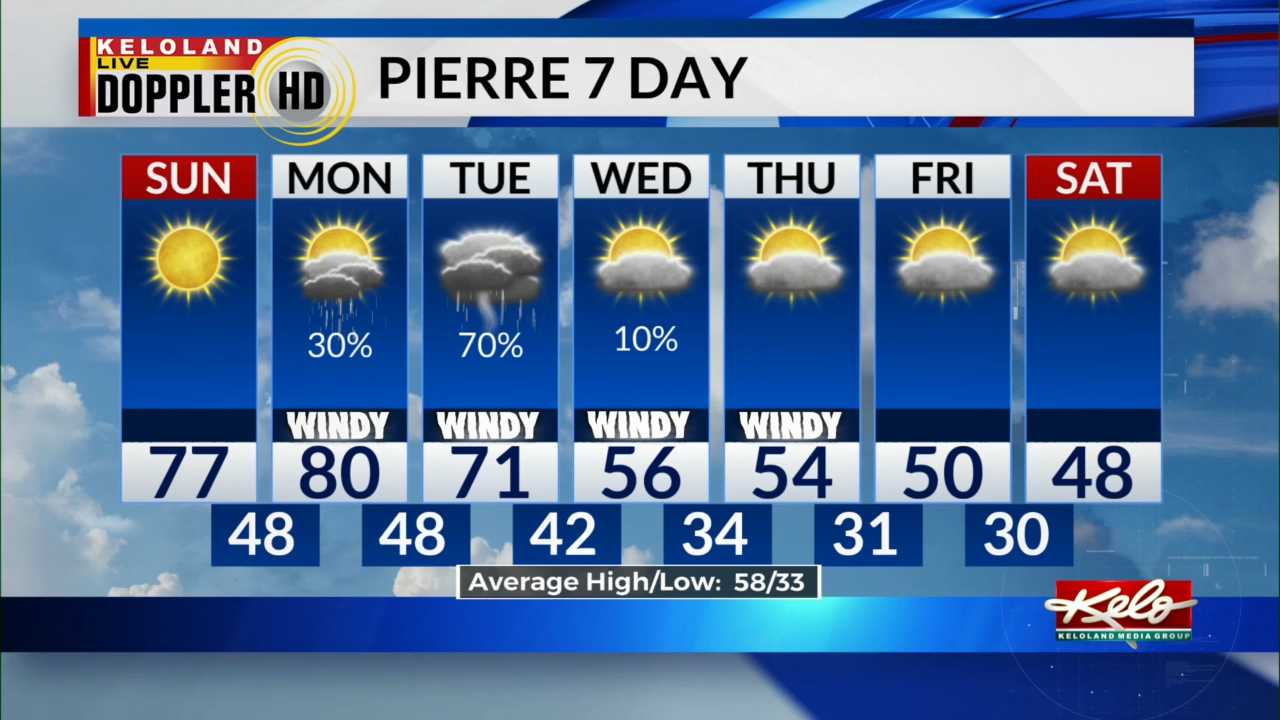 KELOLAND
LIVE
DOPPLER HD
PIERRE 7 DAY
SUN MON TUE WED THU FRI SAT
30% 70% 10%
WINDY WINDY WINDY WINDY
77 80 71 56 54 50 48
48 48 42 34 31 30
Average High/Low: 58/33
Kelo
KELOLAND MEDIA GROUP